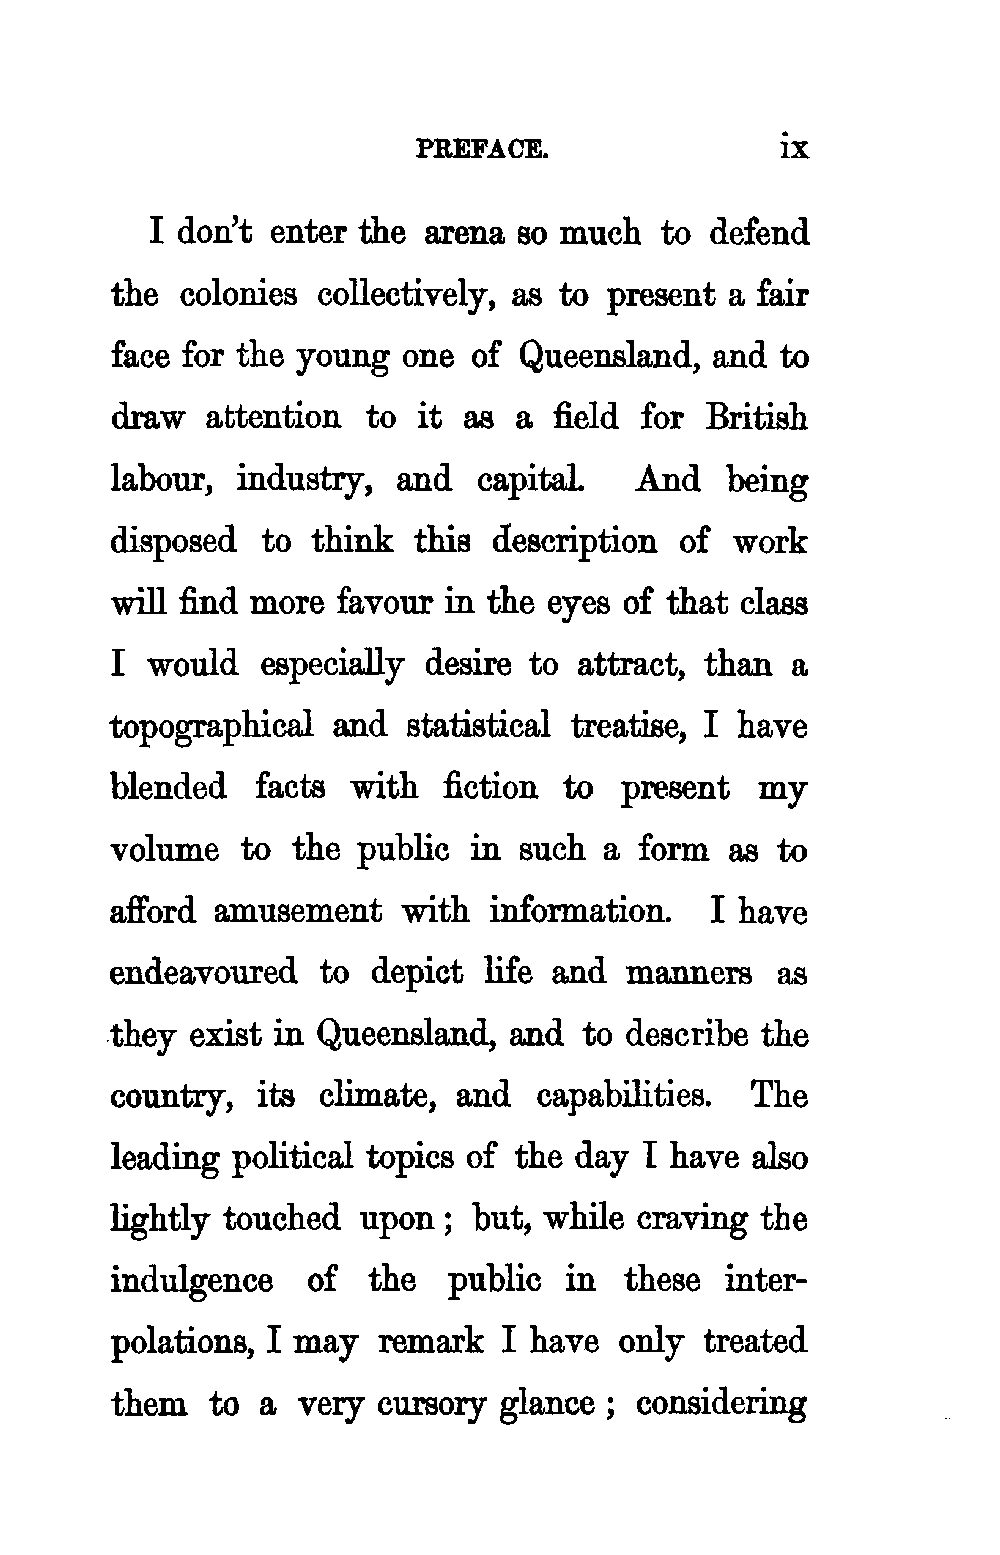 PREFACE. ix
I don't enter the arena so much to defend
the colonies collectively, as to present a fair
face for the young one of Queensland, and to
draw attention to it as a field for British
labour, industry, and capital. And being
disposed to think this description of work
will find more favour in the eyes of that class
I would especially desire to attract, than a
topographical and statistical treatise, I have
blended facts with fiction to present my
volume to the public in such a form as to
afford amusement with information. I have
endeavoured to depict life and manners as
they exist in Queensland, and to describe the
country, its climate, and capabilities. The
leading political topics of the day I have also
lightly touched upon ; but, while craving the
indulgence of the public in these inter-
polations, I may remark I have only treated
them to a very cursory glance ; considering